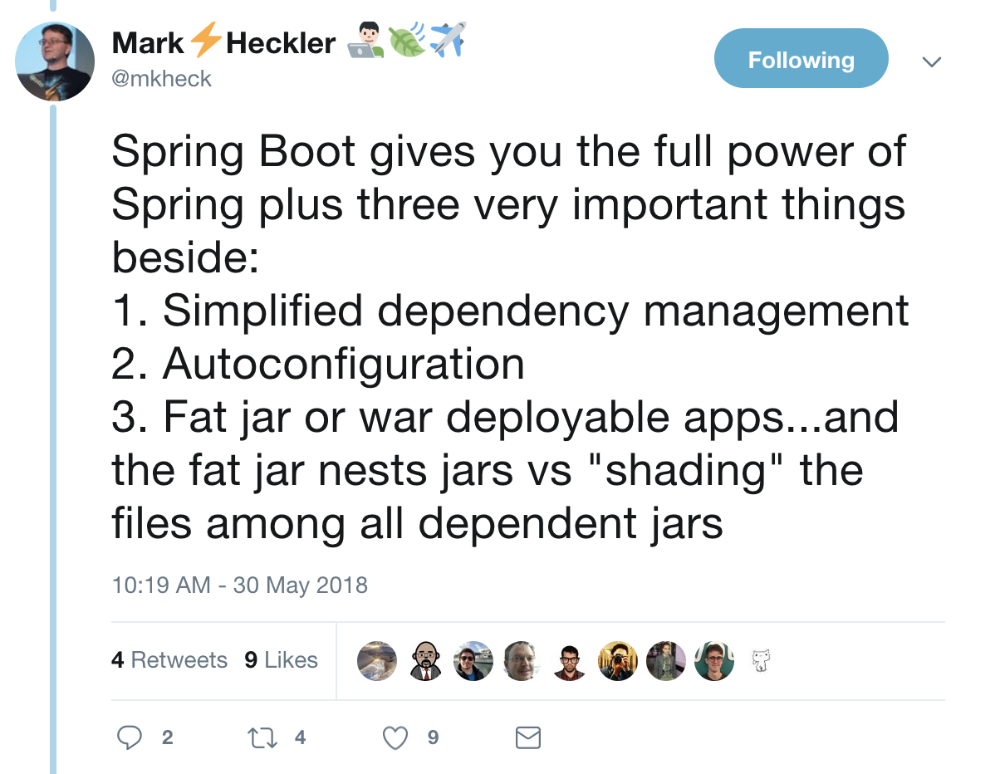 Mark⚡Heckler 👨🏻‍💻🍃✈️
@mkheck
Following
Spring Boot gives you the full power of
Spring plus three very important things
beside:
1. Simplified dependency management
2. Autoconfiguration
3. Fat jar or war deployable apps...and
the fat jar nests jars vs "shading" the
files among all dependent jars
10:19 AM - 30 May 2018
4 Retweets 9 Likes
2 4 9